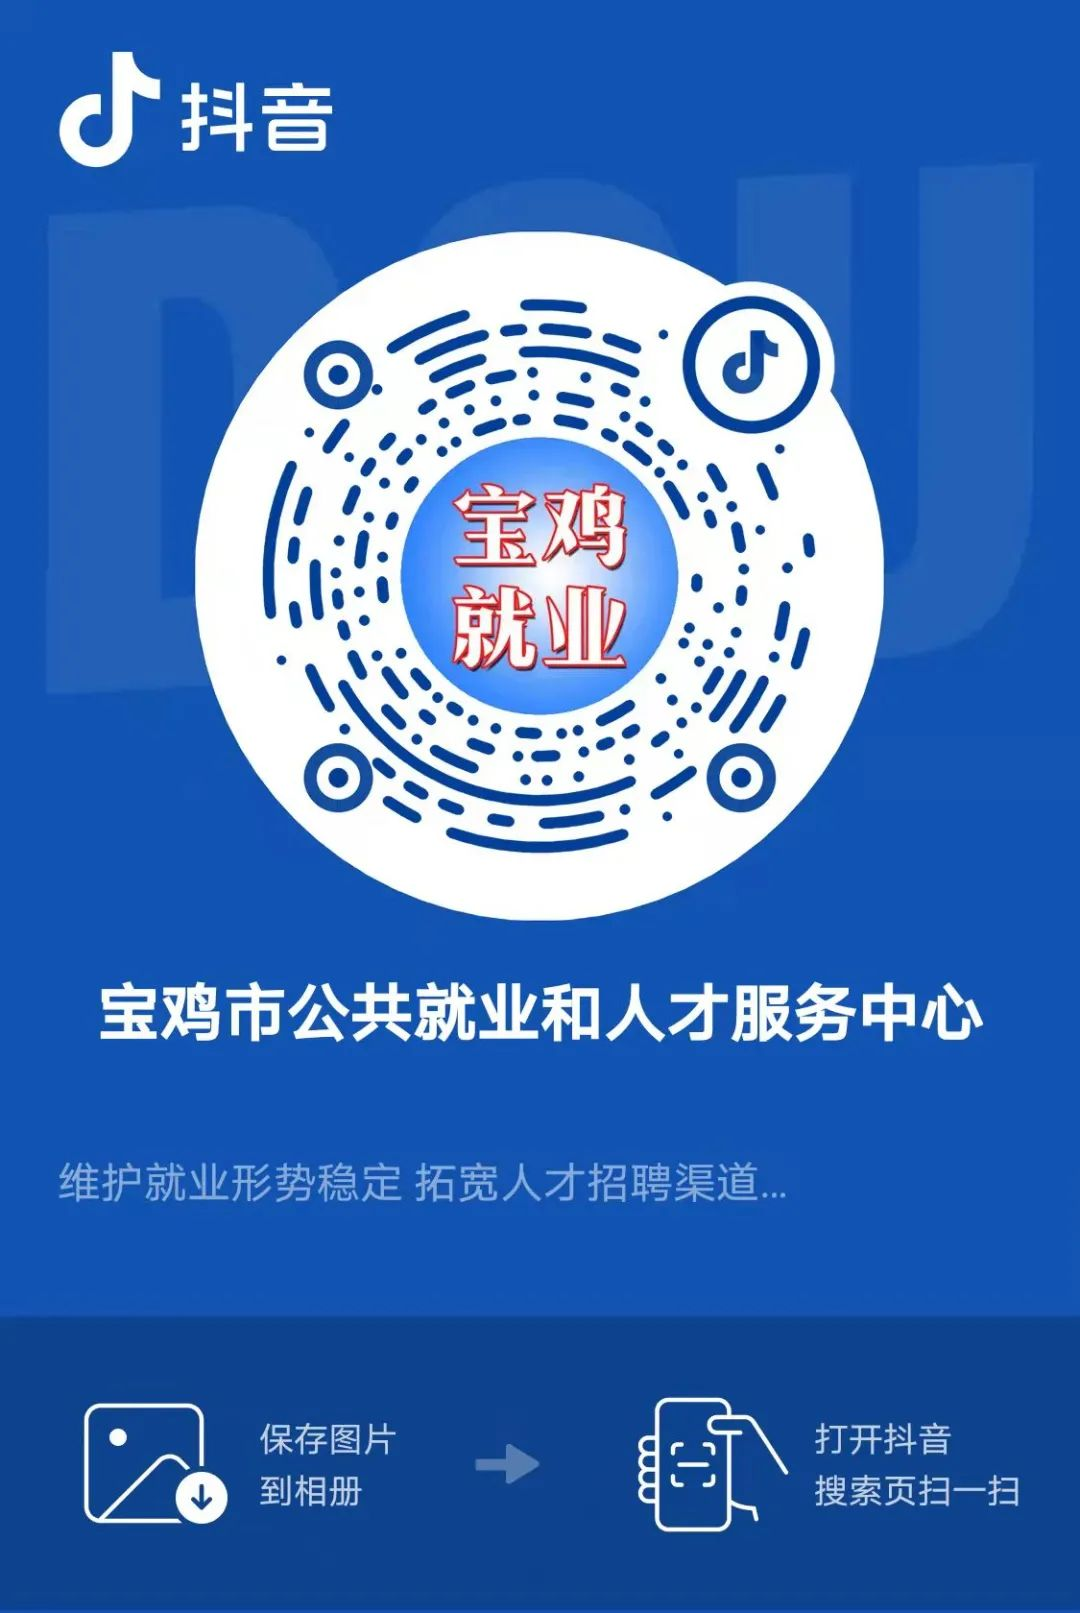 抖音
DOU
宝鸡
就业
宝鸡市公共就业和人才服务中心
维护就业形势稳定 拓宽人才招聘渠道...
保存图片
到相册
打开抖音
搜索页扫一扫